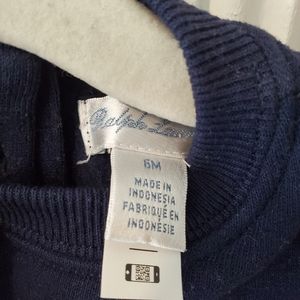 Ralph Lauren
6M
MADE IN
INDONESIA
FABRIQUÉ EN
INDONÉSIE